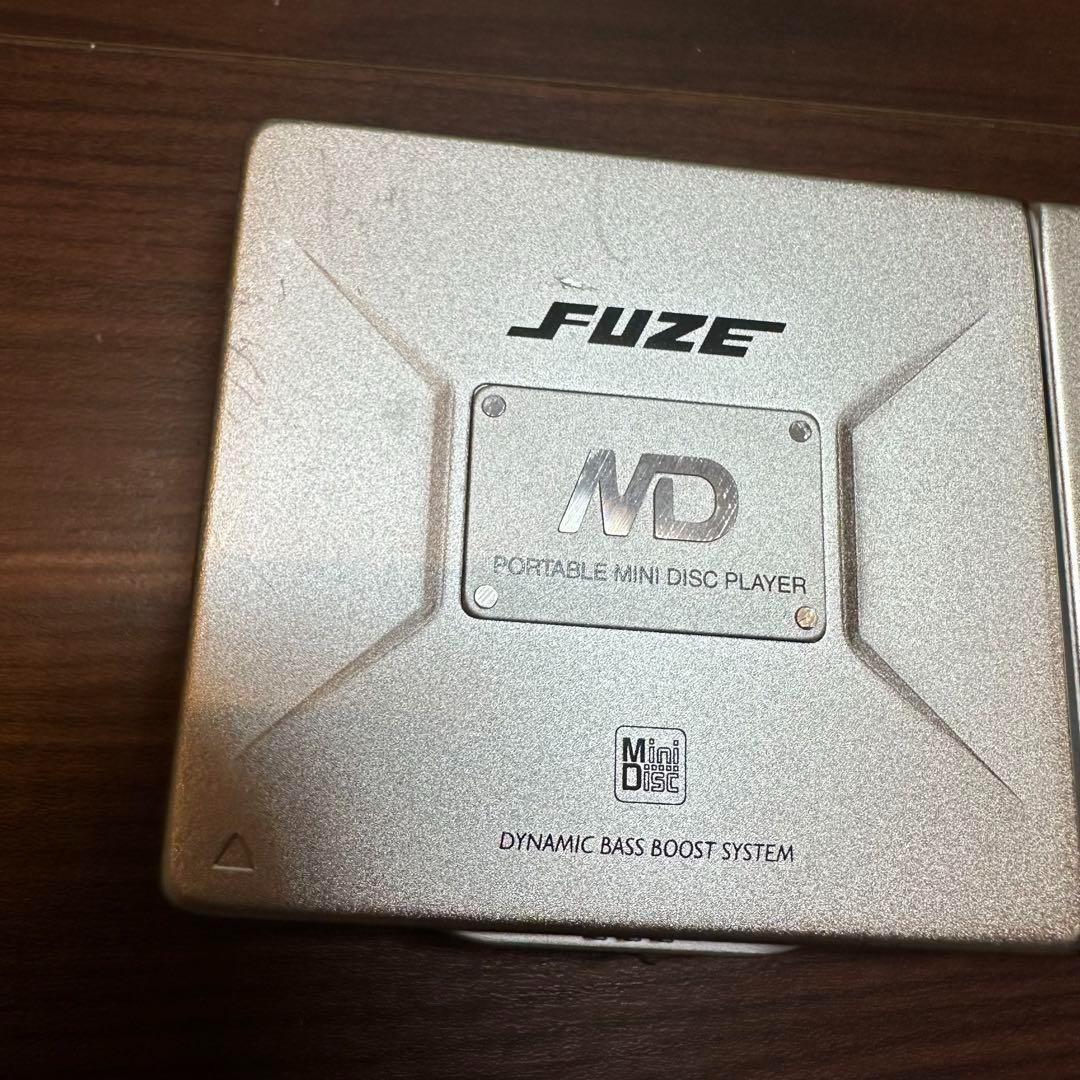 FUZE
MD
PORTABLE MINI DISC PLAYER
Mini
Disc
DYNAMIC BASS BOOST SYSTEM